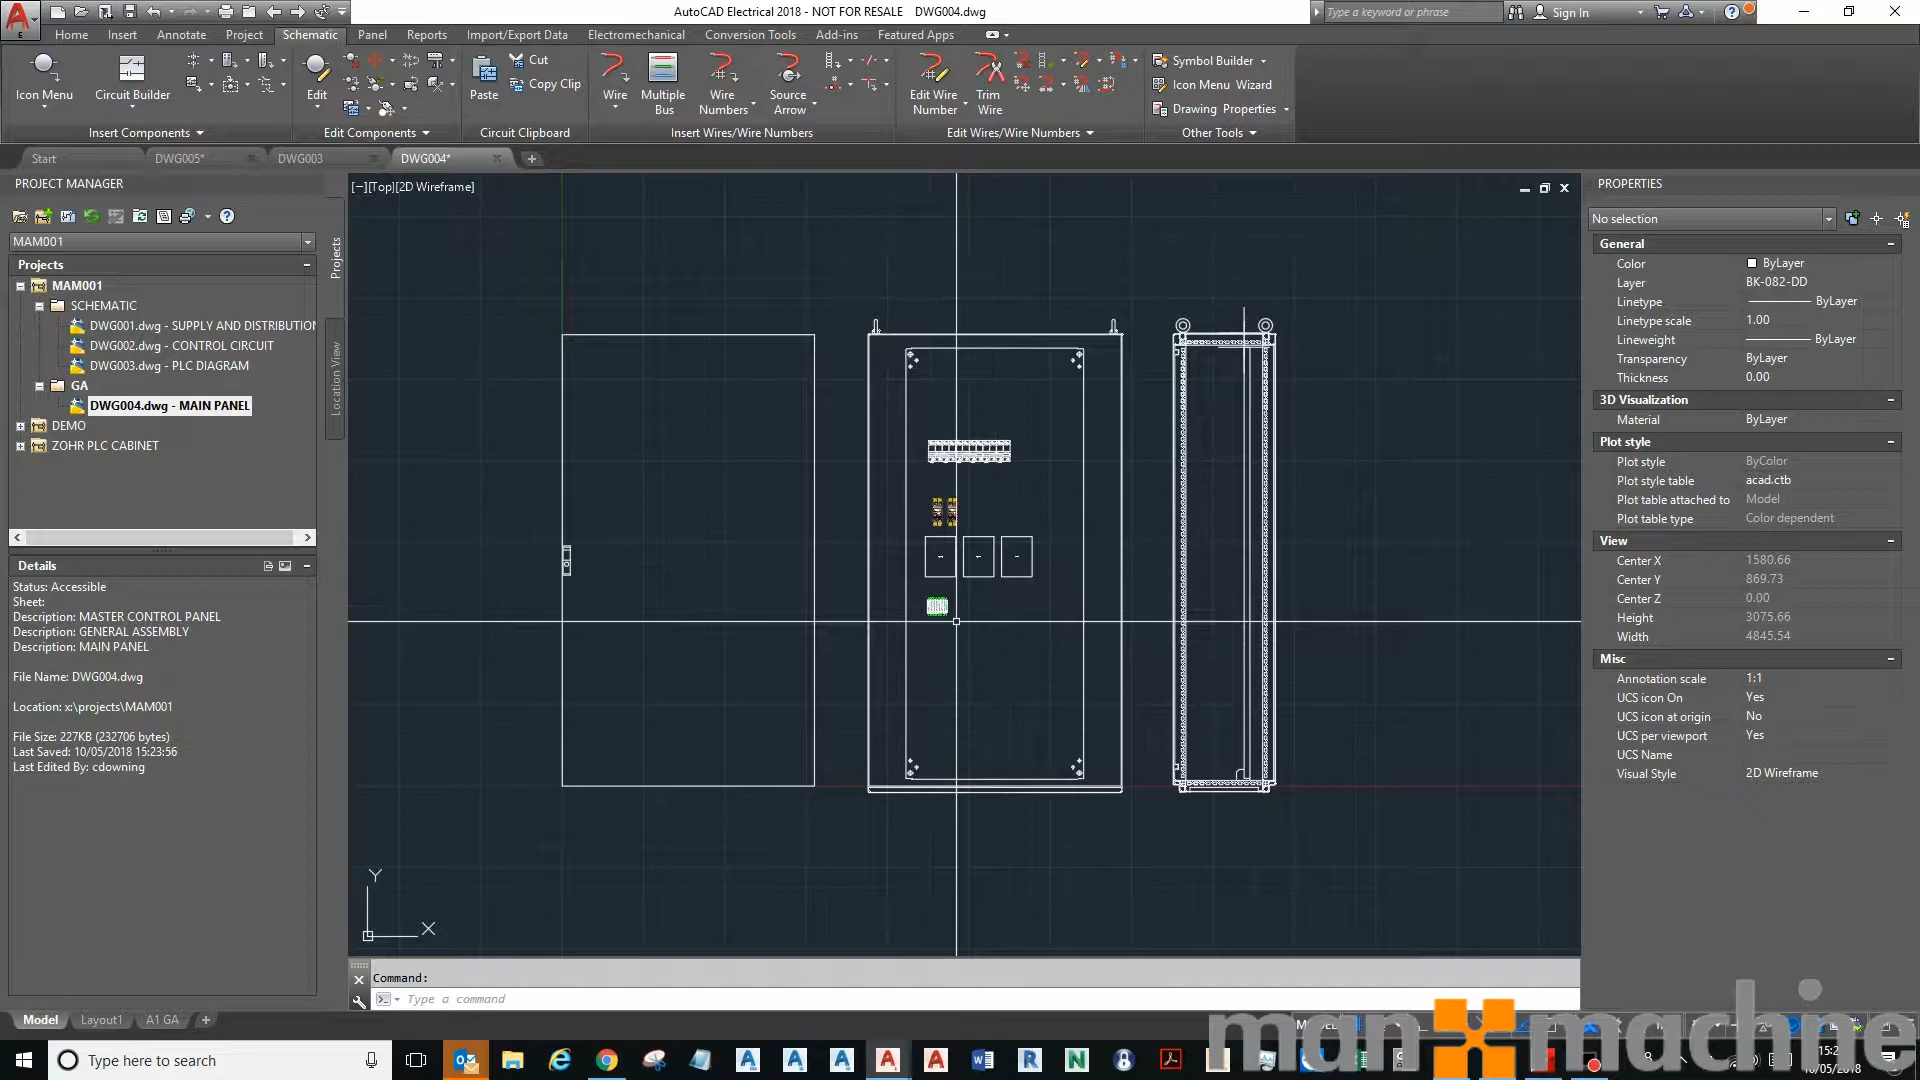 AutoCAD Electrical 2018 - NOT FOR RESALE DWG004.dwg
Type a keyword or phrase
Sign In
Home Insert Annotate Project Schematic Panel Reports Import/Export Data Electromechanical Conversion Tools Add-ins Featured Apps
Icon Menu
Circuit Builder
Edit
Paste
Cut
Copy Clip
Wire
Multiple Bus
Wire Numbers
Source Arrow
Edit Wire Number
Trim Wire
Symbol Builder
Icon Menu Wizard
Drawing Properties
Insert Components
Edit Components
Circuit Clipboard
Insert Wires/Wire Numbers
Edit Wires/Wire Numbers
Other Tools
Start
DWG005*
DWG003
DWG004*
PROJECT MANAGER
MAM001
Projects
MAM001
SCHEMATIC
DWG001.dwg - SUPPLY AND DISTRIBUTION
DWG002.dwg - CONTROL CIRCUIT
DWG003.dwg - PLC DIAGRAM
GA
DWG004.dwg - MAIN PANEL
DEMO
ZOHR PLC CABINET
Projects
Location View
Details
Status: Accessible
Sheet:
Description: MASTER CONTROL PANEL
Description: GENERAL ASSEMBLY
Description: MAIN PANEL
File Name: DWG004.dwg
Location: x:\projects\MAM001
File Size: 227KB (232706 bytes)
Last Saved: 10/05/2018 15:23:56
Last Edited By: cdowning
[−][Top][2D Wireframe]
Y
X
Command:
Type a command
PROPERTIES
No selection
General
Color ByLayer
Layer BK-082-DD
Linetype ByLayer
Linetype scale 1.00
Lineweight ByLayer
Transparency ByLayer
Thickness 0.00
3D Visualization
Material ByLayer
Plot style
Plot style ByColor
Plot style table acad.ctb
Plot table attached to Model
Plot table type Color dependent
View
Center X 1580.66
Center Y 869.73
Center Z 0.00
Height 3075.66
Width 4845.54
Misc
Annotation scale 1:1
UCS icon On Yes
UCS icon at origin No
UCS per viewport Yes
UCS Name
Visual Style 2D Wireframe
Model Layout1 A1 GA
man machine
Type here to search